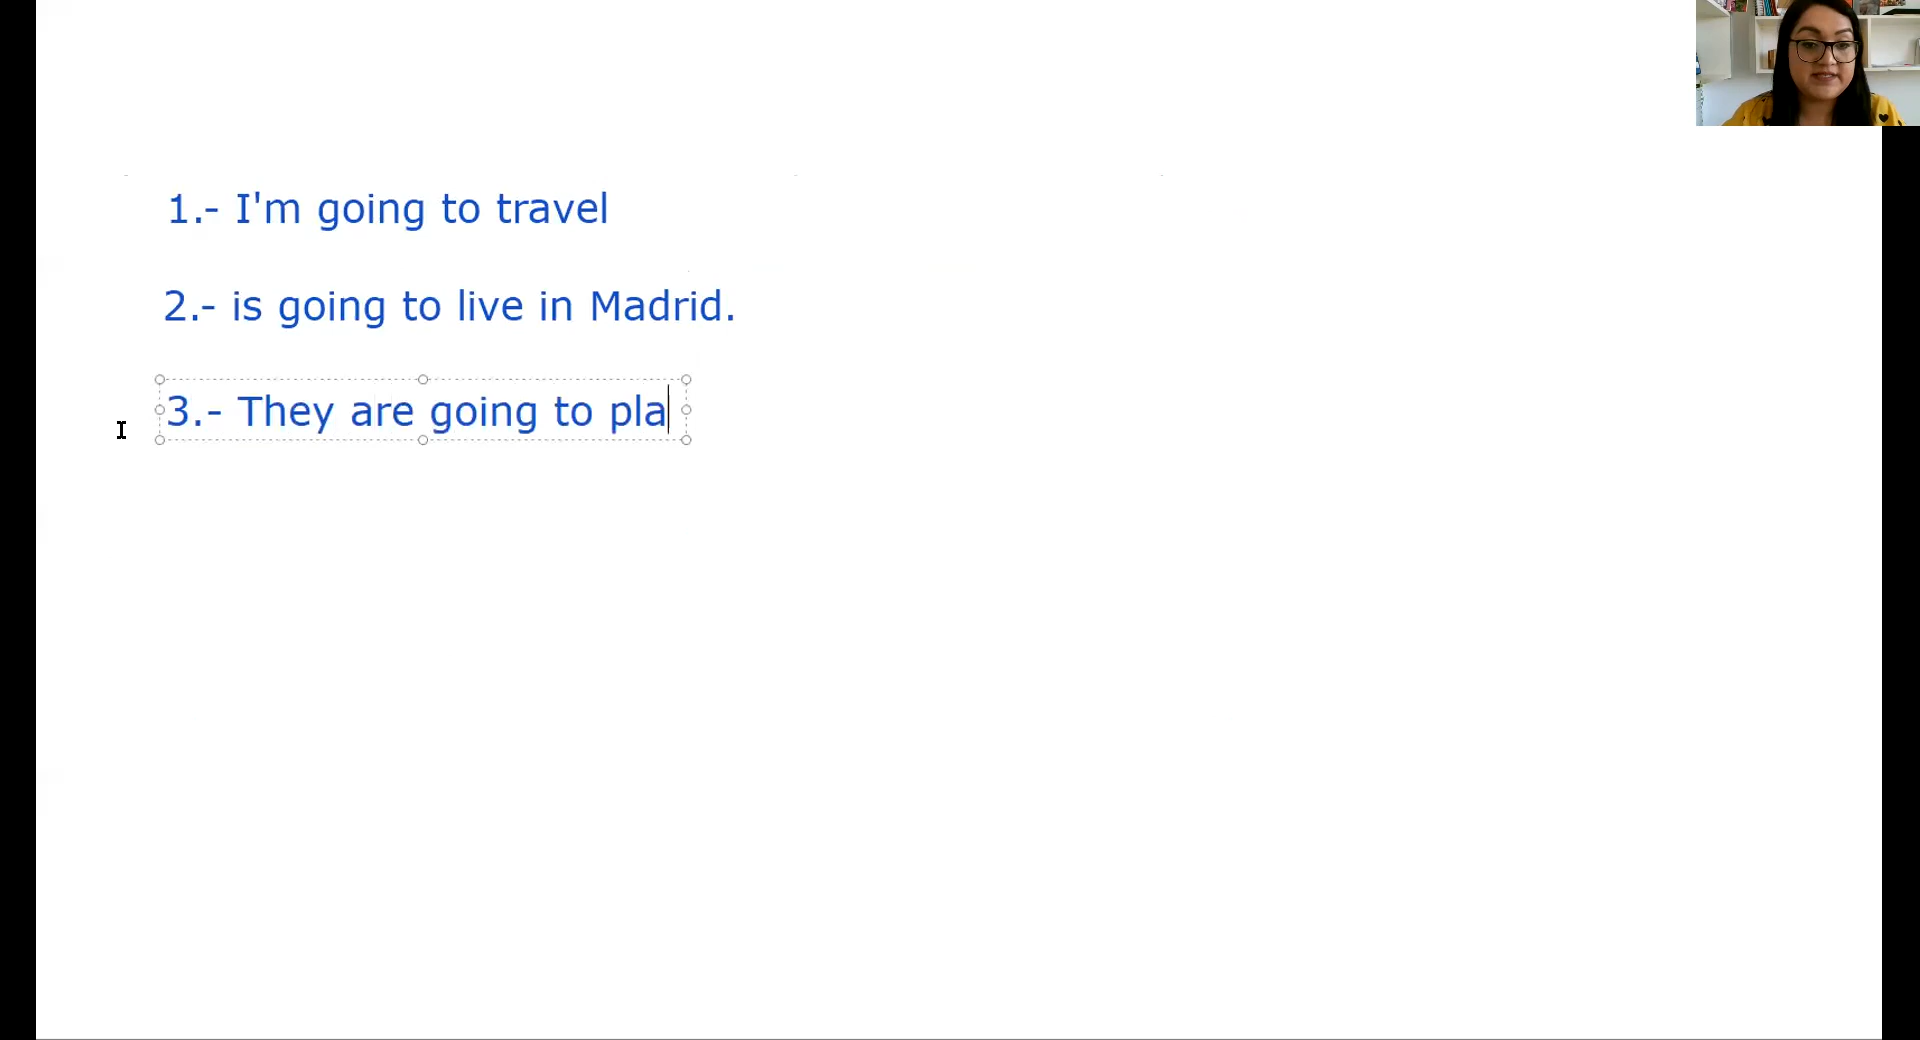 1.- I'm going to travel
2.- is going to live in Madrid.
3.- They are going to pla